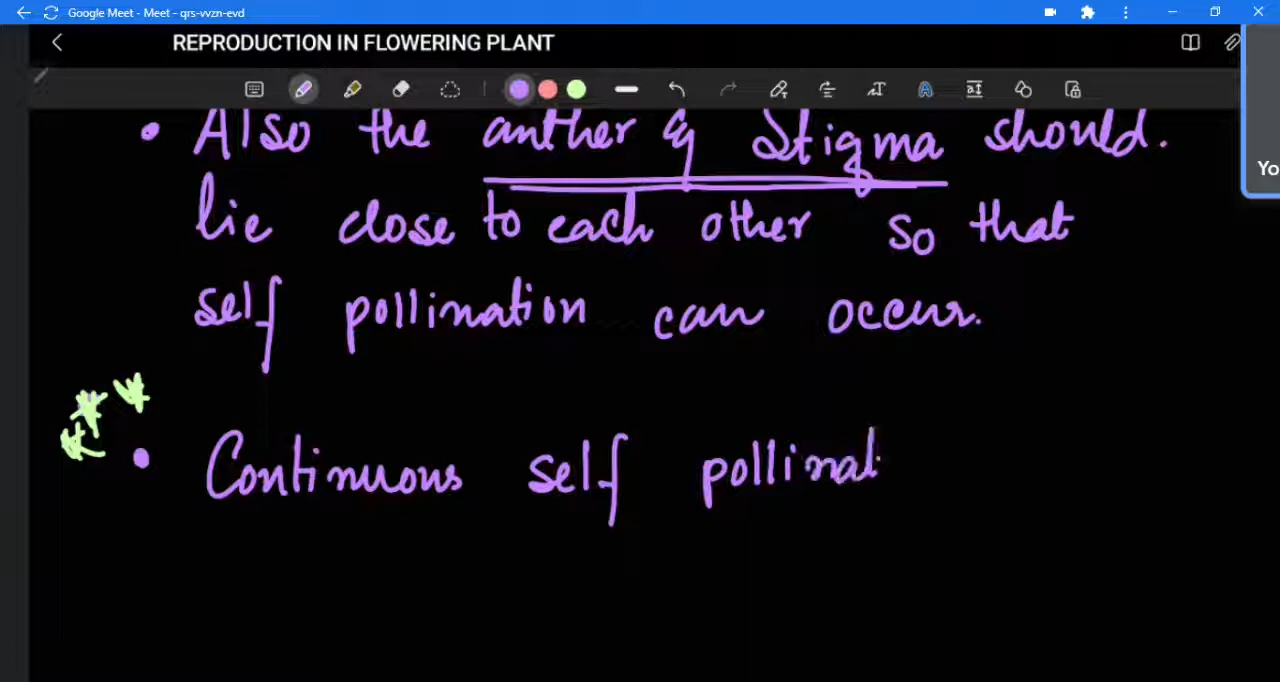 Google Meet - Meet - qrs-vvzn-evd
REPRODUCTION IN FLOWERING PLANT
• Also the anther & Stigma should.
lie close to each other so that
self pollination can occur.
• Continuous self pollinat
Yo